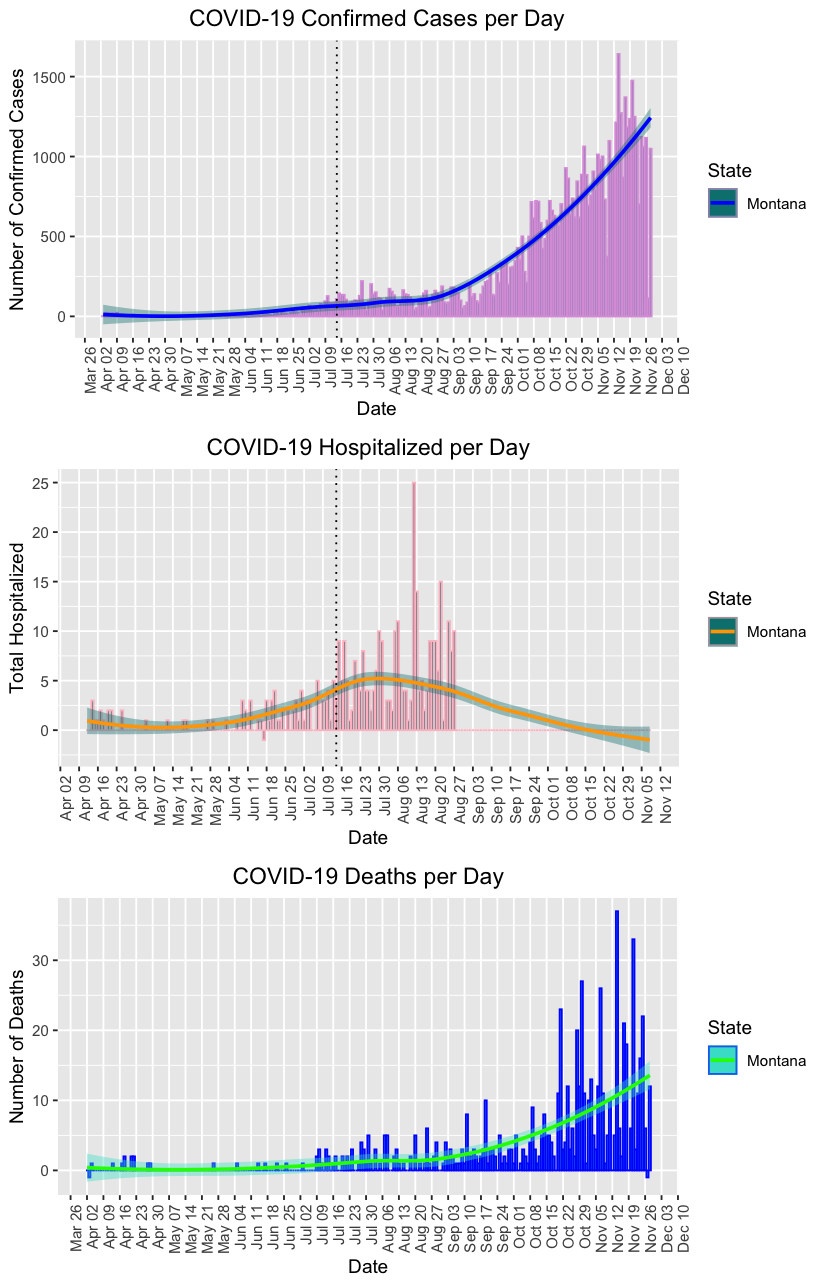 COVID-19 Confirmed Cases per Day
Number of Confirmed Cases
1500
1000
500
0
Mar 26
Apr 02
Apr 09
Apr 16
Apr 23
Apr 30
May 07
May 14
May 21
May 28
Jun 04
Jun 11
Jun 18
Jun 25
Jul 02
Jul 09
Jul 16
Jul 23
Jul 30
Aug 06
Aug 13
Aug 20
Aug 27
Sep 03
Sep 10
Sep 17
Sep 24
Oct 01
Oct 08
Oct 15
Oct 22
Oct 29
Nov 05
Nov 12
Nov 19
Nov 26
Dec 03
Dec 10
Date
State
Montana
COVID-19 Hospitalized per Day
Total Hospitalized
25
20
15
10
5
0
Apr 02
Apr 09
Apr 16
Apr 23
Apr 30
May 07
May 14
May 21
May 28
Jun 04
Jun 11
Jun 18
Jun 25
Jul 02
Jul 09
Jul 16
Jul 23
Jul 30
Aug 06
Aug 13
Aug 20
Aug 27
Sep 03
Sep 10
Sep 17
Sep 24
Oct 01
Oct 08
Oct 15
Oct 22
Oct 29
Nov 05
Nov 12
Date
State
Montana
COVID-19 Deaths per Day
Number of Deaths
30
20
10
0
Mar 26
Apr 02
Apr 09
Apr 16
Apr 23
Apr 30
May 07
May 14
May 21
May 28
Jun 04
Jun 11
Jun 18
Jun 25
Jul 02
Jul 09
Jul 16
Jul 23
Jul 30
Aug 06
Aug 13
Aug 20
Aug 27
Sep 03
Sep 10
Sep 17
Sep 24
Oct 01
Oct 08
Oct 15
Oct 22
Oct 29
Nov 05
Nov 12
Nov 19
Nov 26
Dec 03
Dec 10
Date
State
Montana